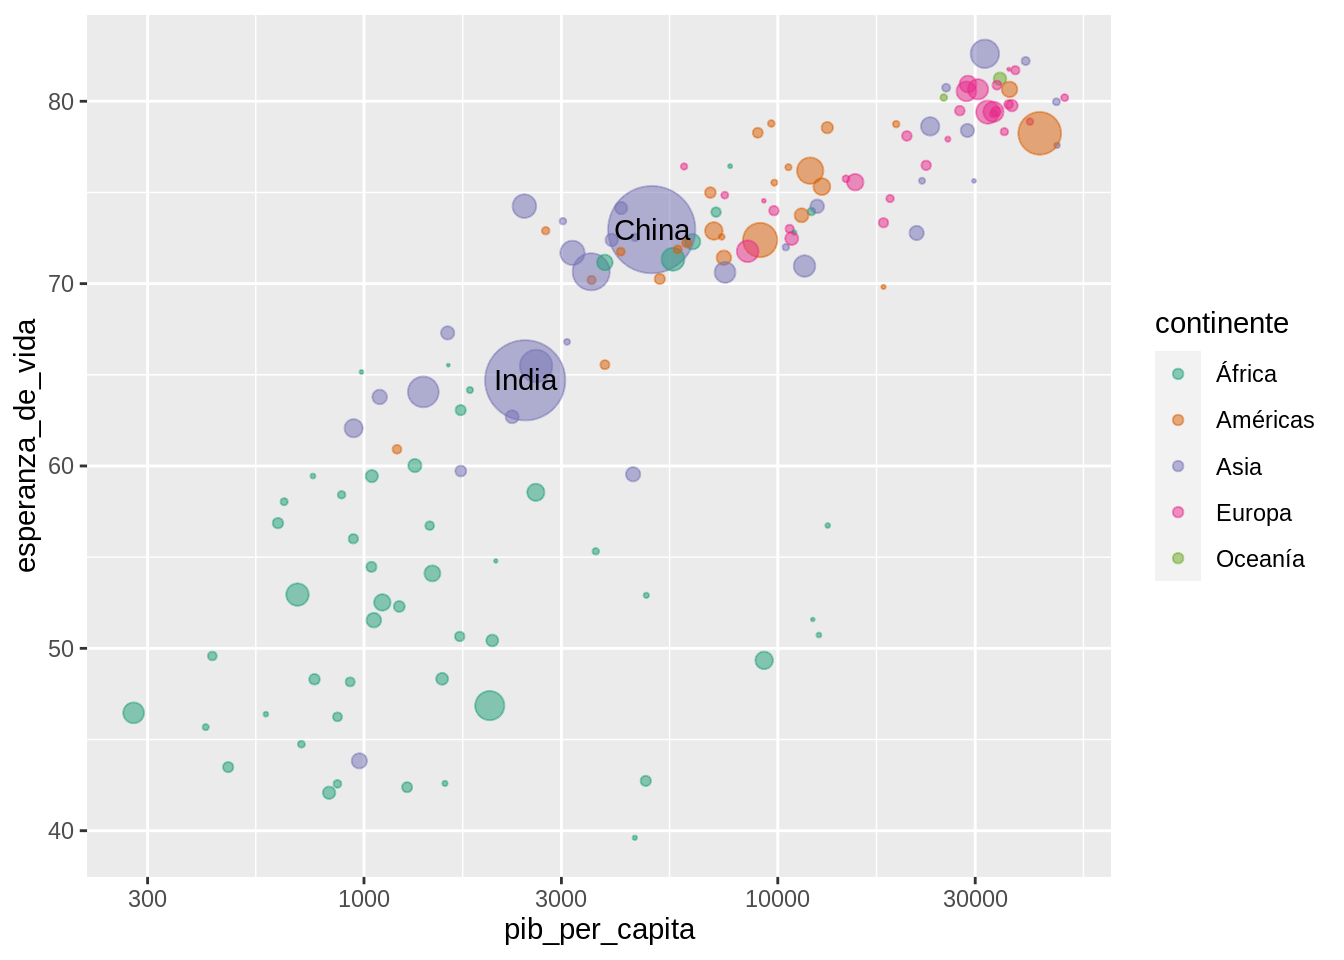 esperanza_de_vida
80
70
60
50
40
China
India
300
1000
3000
10000
30000
pib_per_capita
continente
África
Américas
Asia
Europa
Oceanía